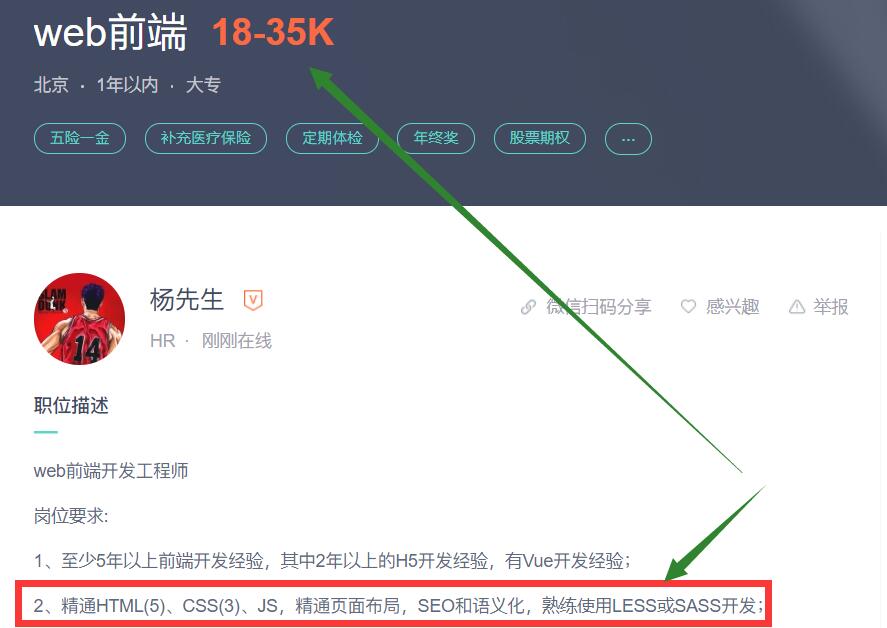 web前端 18-35K
北京 · 1年以内 · 大专
五险一金 补充医疗保险 定期体检 年终奖 股票期权 ...
SLAM
DUNK
14
杨先生 V
HR · 刚刚在线
微信扫码分享 感兴趣 举报
职位描述
web前端开发工程师
岗位要求:
1、至少5年以上前端开发经验，其中2年以上的H5开发经验，有Vue开发经验；
2、精通HTML(5)、CSS(3)、JS，精通页面布局，SEO和语义化，熟练使用LESS或SASS开发；